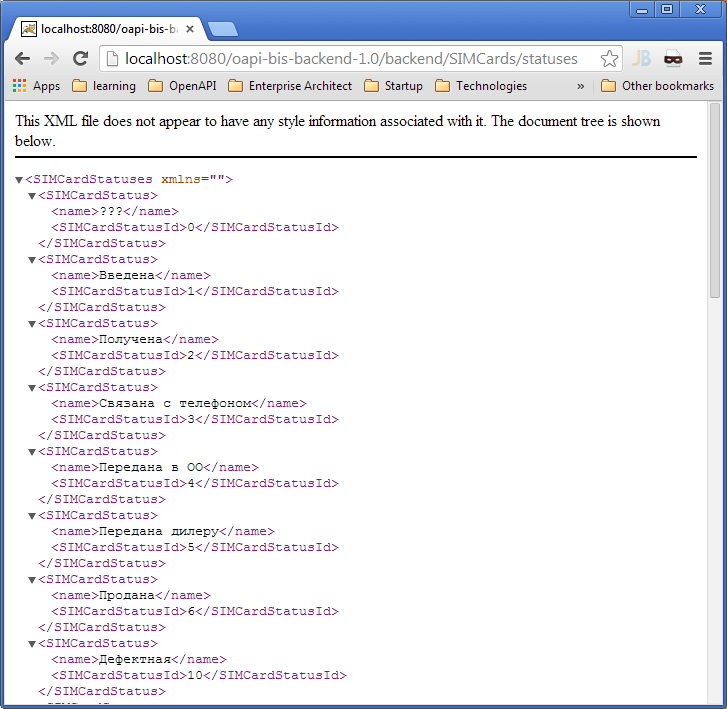 localhost:8080/oapi-bis-b
localhost:8080/oapi-bis-backend-1.0/backend/SIMCards/statuses
JB
Apps learning OpenAPI Enterprise Architect Startup Technologies » Other bookmarks
This XML file does not appear to have any style information associated with it. The document tree is shown
below.
<SIMCardStatuses xmlns="">
<SIMCardStatus>
<name>???</name>
<SIMCardStatusId>0</SIMCardStatusId>
</SIMCardStatus>
<SIMCardStatus>
<name>Введена</name>
<SIMCardStatusId>1</SIMCardStatusId>
</SIMCardStatus>
<SIMCardStatus>
<name>Получена</name>
<SIMCardStatusId>2</SIMCardStatusId>
</SIMCardStatus>
<SIMCardStatus>
<name>Связана с телефоном</name>
<SIMCardStatusId>3</SIMCardStatusId>
</SIMCardStatus>
<SIMCardStatus>
<name>Передана в ОО</name>
<SIMCardStatusId>4</SIMCardStatusId>
</SIMCardStatus>
<SIMCardStatus>
<name>Передана дилеру</name>
<SIMCardStatusId>5</SIMCardStatusId>
</SIMCardStatus>
<SIMCardStatus>
<name>Продана</name>
<SIMCardStatusId>6</SIMCardStatusId>
</SIMCardStatus>
<SIMCardStatus>
<name>Дефектная</name>
<SIMCardStatusId>10</SIMCardStatusId>
</SIMCardStatus>